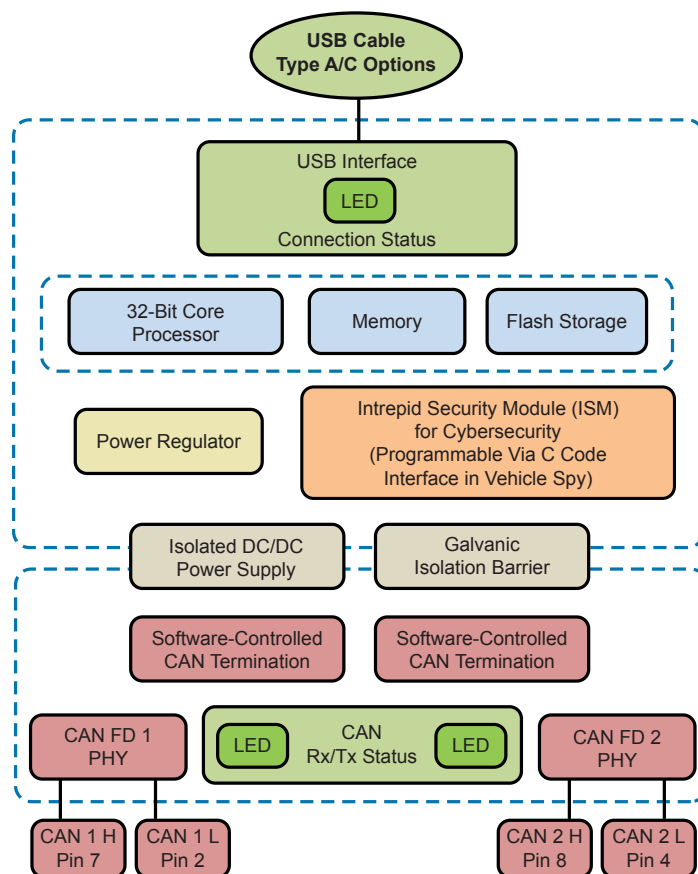 USB Cable
Type A/C Options
USB Interface
LED
Connection Status
32-Bit Core
Processor
Memory
Flash Storage
Power Regulator
Intrepid Security Module (ISM)
for Cybersecurity
(Programmable Via C Code
Interface in Vehicle Spy)
Isolated DC/DC
Power Supply
Galvanic
Isolation Barrier
Software-Controlled
CAN Termination
Software-Controlled
CAN Termination
CAN FD 1
PHY
LED
CAN
Rx/Tx Status
LED
CAN FD 2
PHY
CAN 1 H
Pin 7
CAN 1 L
Pin 2
CAN 2 H
Pin 8
CAN 2 L
Pin 4